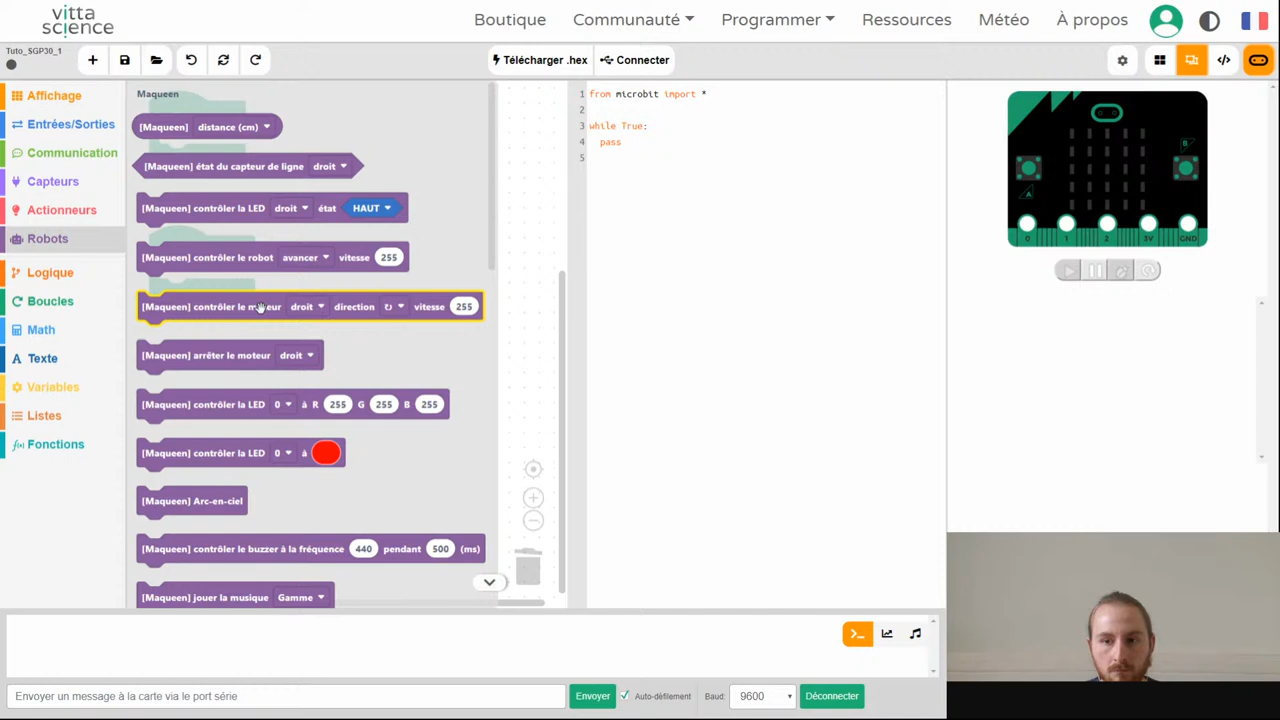 vitta science
Boutique Communauté Programmer Ressources Météo À propos
Tuto_SGP30_1
Télécharger .hex Connecter
Affichage
Entrées/Sorties
Communication
Capteurs
Actionneurs
Robots
Logique
Boucles
Math
Texte
Variables
Listes
Fonctions
Maqueen
[Maqueen] distance (cm)
[Maqueen] état du capteur de ligne droit
[Maqueen] contrôler la LED droit état HAUT
[Maqueen] contrôler le robot avancer vitesse 255
[Maqueen] contrôler le moteur droit direction ↻ vitesse 255
[Maqueen] arrêter le moteur droit
[Maqueen] contrôler la LED 0 à R 255 G 255 B 255
[Maqueen] contrôler la LED 0 à
[Maqueen] Arc-en-ciel
[Maqueen] contrôler le buzzer à la fréquence 440 pendant 500 (ms)
[Maqueen] jouer la musique Gamme
1 from microbit import *
2
3 while True:
4 pass
5
B
A
0 1 2 3V GND
Envoyer un message à la carte via le port série Envoyer Auto-défilement Baud: 9600 Déconnecter